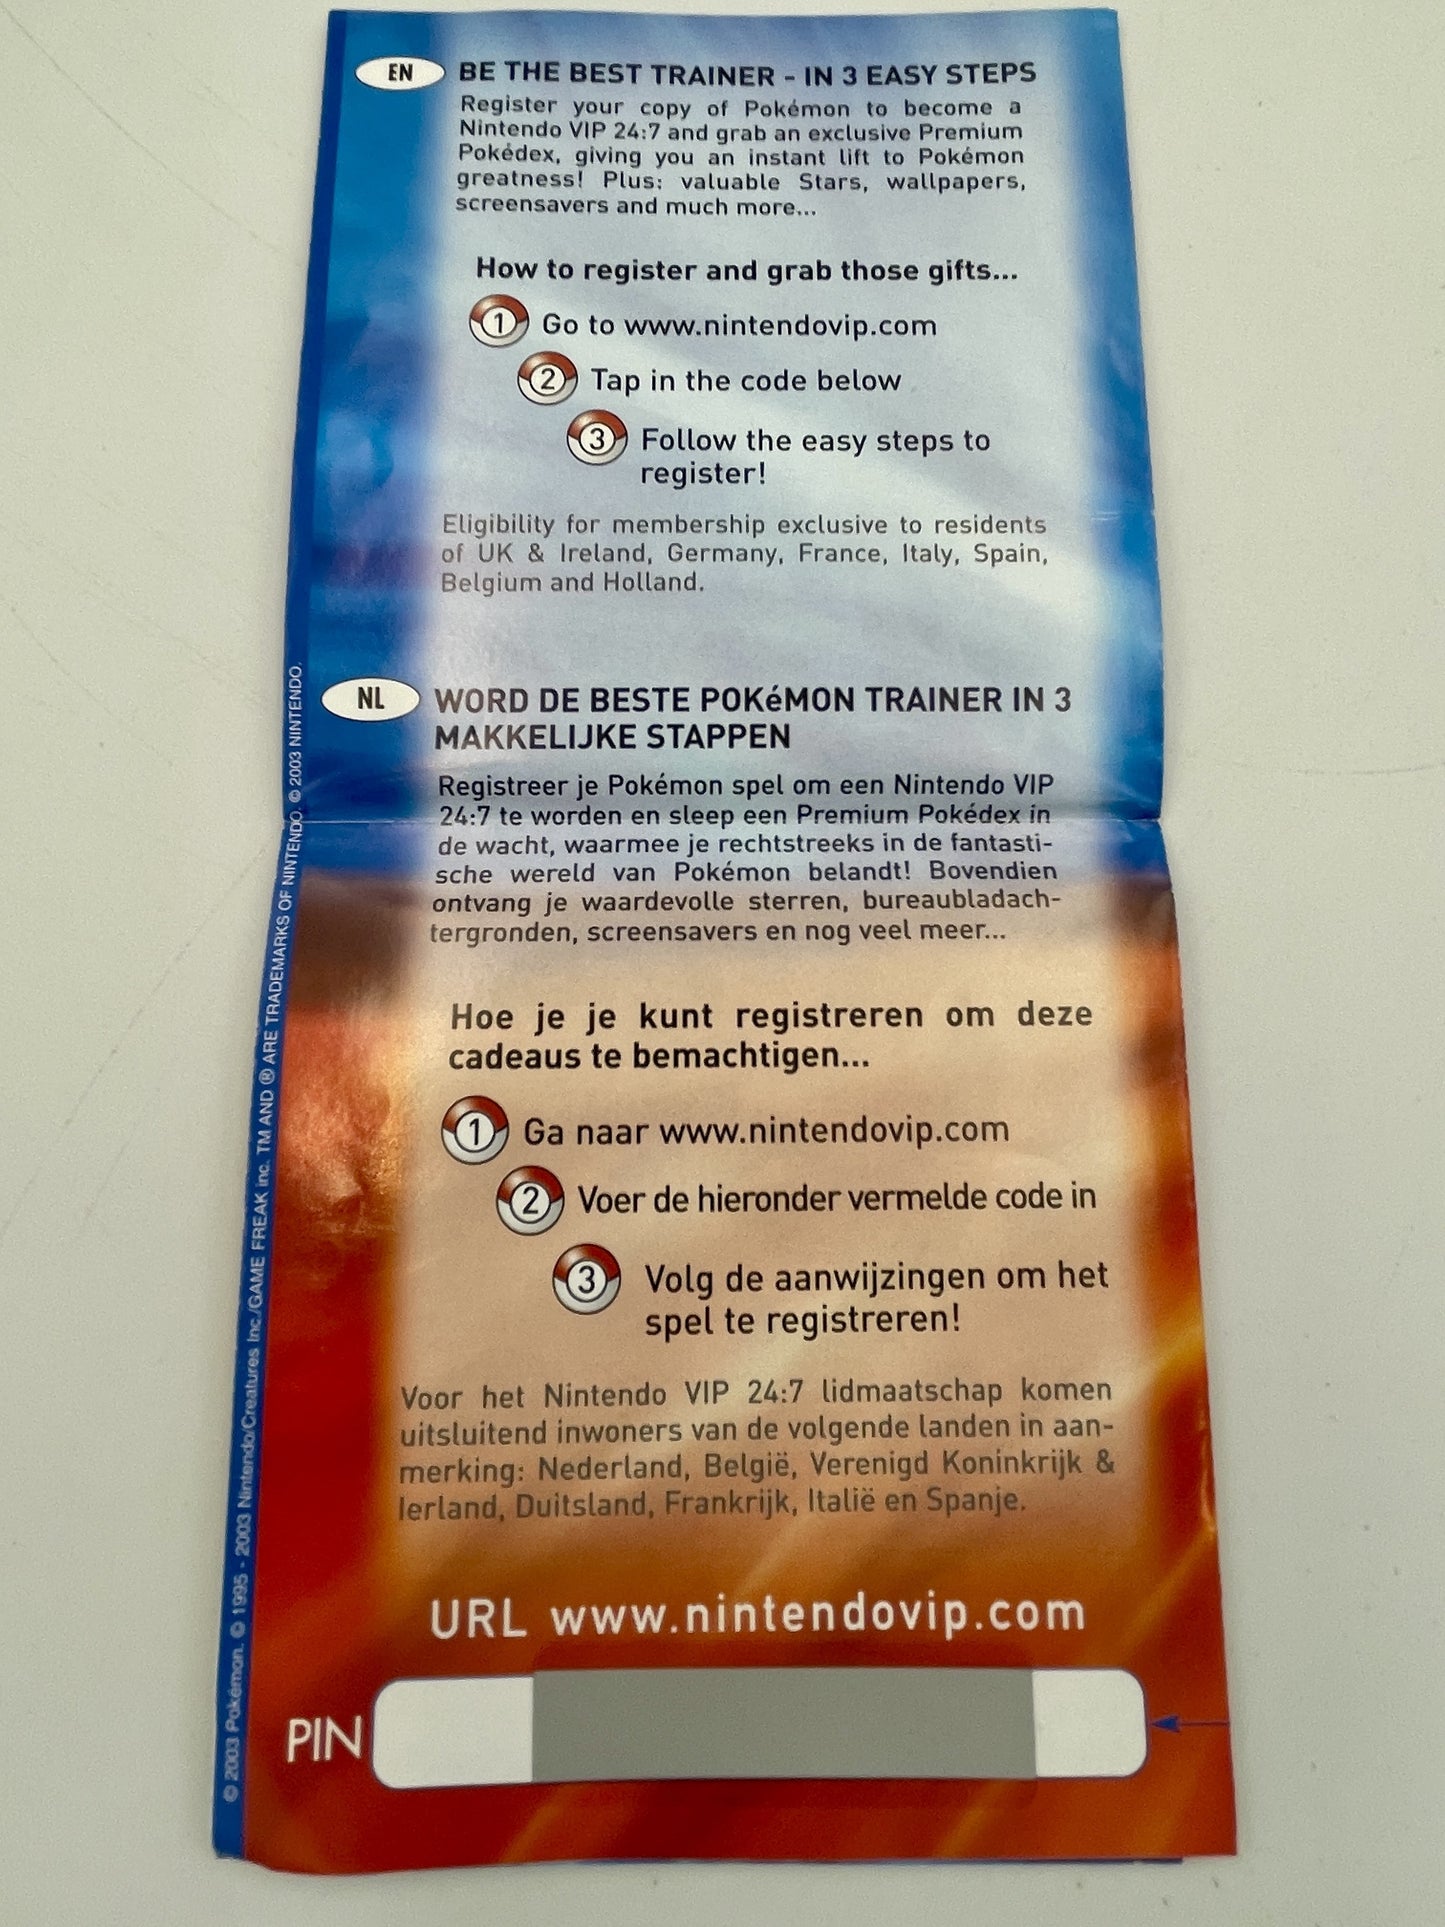 EN BE THE BEST TRAINER - IN 3 EASY STEPS
Register your copy of Pokémon to become a
Nintendo VIP 24:7 and grab an exclusive Premium
Pokédex, giving you an instant lift to Pokémon
greatness! Plus: valuable Stars, wallpapers,
screensavers and much more...
How to register and grab those gifts...
1 Go to www.nintendovip.com
2 Tap in the code below
3 Follow the easy steps to
register!
Eligibility for membership exclusive to residents
of UK & Ireland, Germany, France, Italy, Spain,
Belgium and Holland.
NL WORD DE BESTE POKéMON TRAINER IN 3
MAKKELIJKE STAPPEN
Registreer je Pokémon spel om een Nintendo VIP
24:7 te worden en sleep een Premium Pokédex in
de wacht, waarmee je rechtstreeks in de fantasti-
sche wereld van Pokémon belandt! Bovendien
ontvang je waardevolle sterren, bureaubladach-
tergronden, screensavers en nog veel meer...
Hoe je je kunt registreren om deze
cadeaus te bemachtigen...
1 Ga naar www.nintendovip.com
2 Voer de hieronder vermelde code in
3 Volg de aanwijzingen om het
spel te registreren!
Voor het Nintendo VIP 24:7 lidmaatschap komen
uitsluitend inwoners van de volgende landen in aan-
merking: Nederland, België, Verenigd Koninkrijk &
Ierland, Duitsland, Frankrijk, Italië en Spanje.
URL www.nintendovip.com
PIN
© 2003 Pokémon. © 1995 - 2003 Nintendo/Creatures Inc./GAME FREAK inc. TM AND ® ARE TRADEMARKS OF NINTENDO. © 2003 NINTENDO.